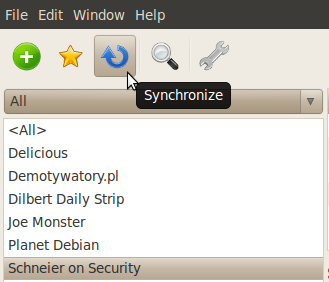 File Edit Window Help
Synchronize
All
<All>
Delicious
Demotywatory.pl
Dilbert Daily Strip
Joe Monster
Planet Debian
Schneier on Security